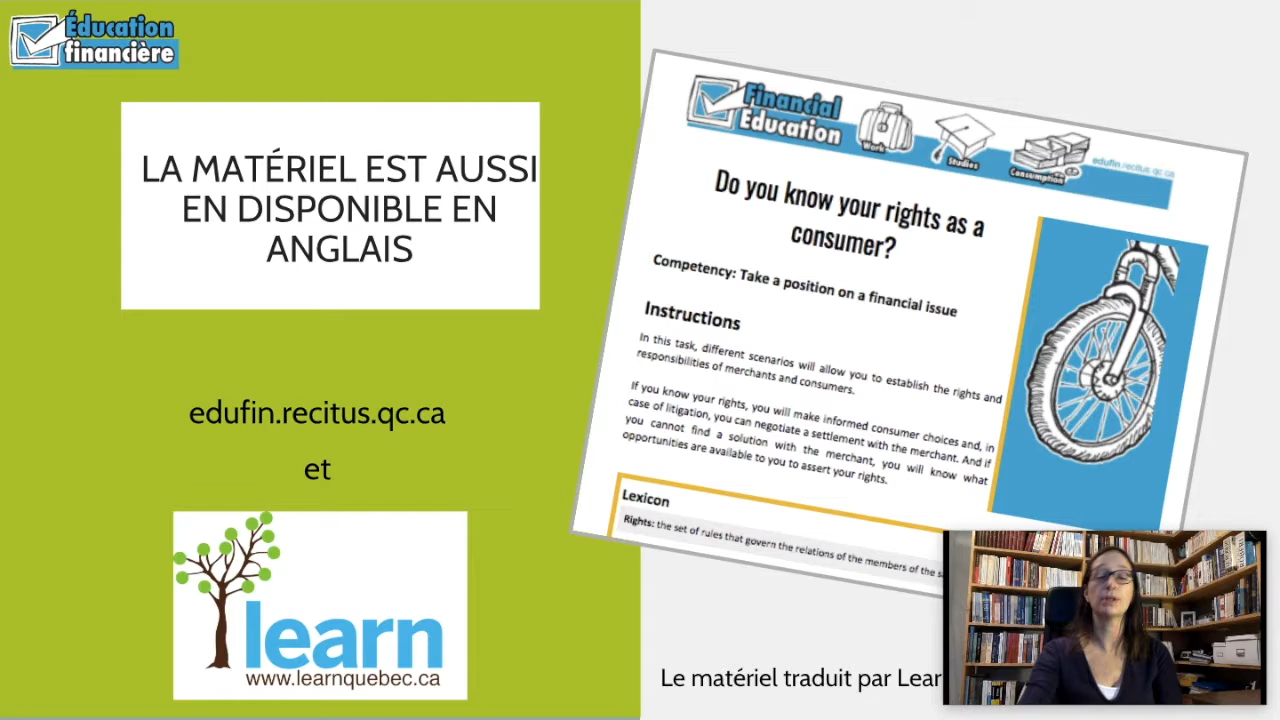 Éducation
financière
LA MATÉRIEL EST AUSSI
EN DISPONIBLE EN
ANGLAIS
edufin.recitus.qc.ca
et
learn
www.learnquebec.ca
Financial
Education
Work
Studies
Consumption
edufin.recitus.qc.ca
Do you know your rights as a
consumer?
Competency: Take a position on a financial issue
Instructions
In this task, different scenarios will allow you to establish the rights and
responsibilities of merchants and consumers.
If you know your rights, you will make informed consumer choices and, in
case of litigation, you can negotiate a settlement with the merchant. And if
you cannot find a solution with the merchant, you will know what
opportunities are available to you to assert your rights.
Lexicon
Rights: the set of rules that govern the relations of the members of the
Le matériel traduit par Lear